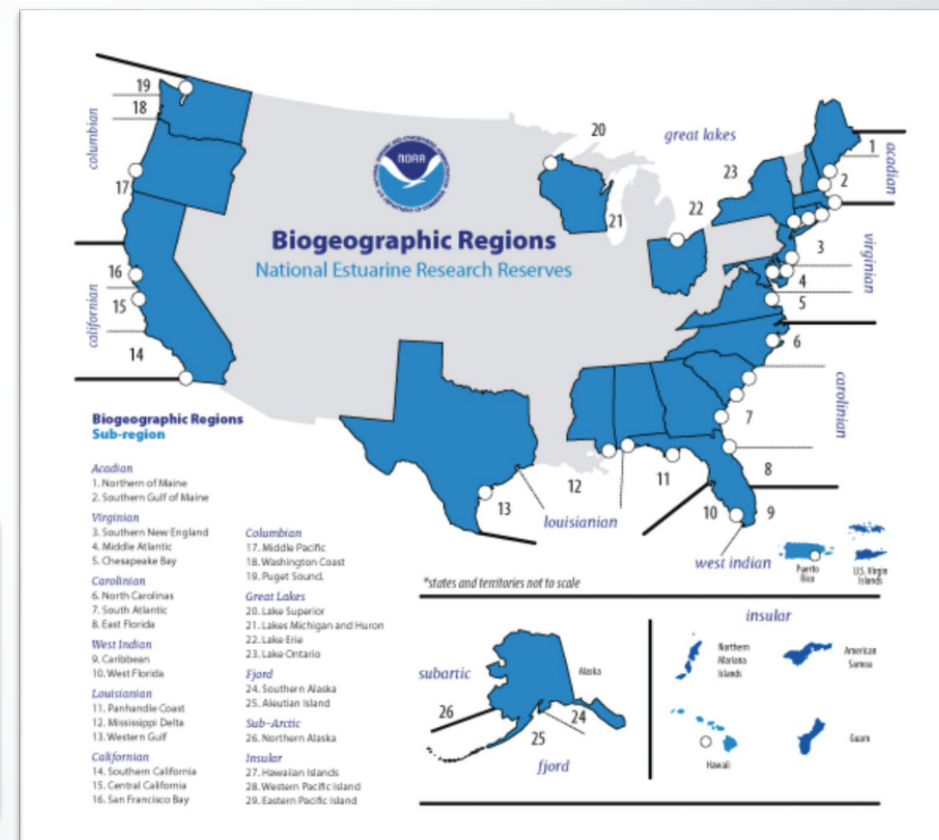 19
18
columbian
17
16
californian
15
14
20
great lakes
23
21
22
1
acadian
2
3
virginian
4
5
6
carolinian
7
8
9
10
11
12
13
louisianian
west indian
NOAA
Biogeographic Regions
National Estuarine Research Reserves
Puerto
Rico
U.S. Virgin
Islands
*states and territories not to scale
Biogeographic Regions
Sub-region
Acadian
1. Northern of Maine
2. Southern Gulf of Maine
Virginian
3. Southern New England
4. Middle Atlantic
5. Chesapeake Bay
Carolinian
6. North Carolinas
7. South Atlantic
8. East Florida
West Indian
9. Caribbean
10. West Florida
Louisianian
11. Panhandle Coast
12. Mississippi Delta
13. Western Gulf
Californian
14. Southern California
15. Central California
16. San Francisco Bay
Columbian
17. Middle Pacific
18. Washington Coast
19. Puget Sound.
Great Lakes
20. Lake Superior
21. Lakes Michigan and Huron
22. Lake Erie
23. Lake Ontario
Fjord
24. Southern Alaska
25. Aleutian Island
Sub-Arctic
26. Northern Alaska
Insular
27. Hawaiian Islands
28. Western Pacific Island
29. Eastern Pacific Island
subartic
Alaska
26
24
25
fjord
insular
Northern
Mariana
Islands
American
Samoa
Hawaii
Guam